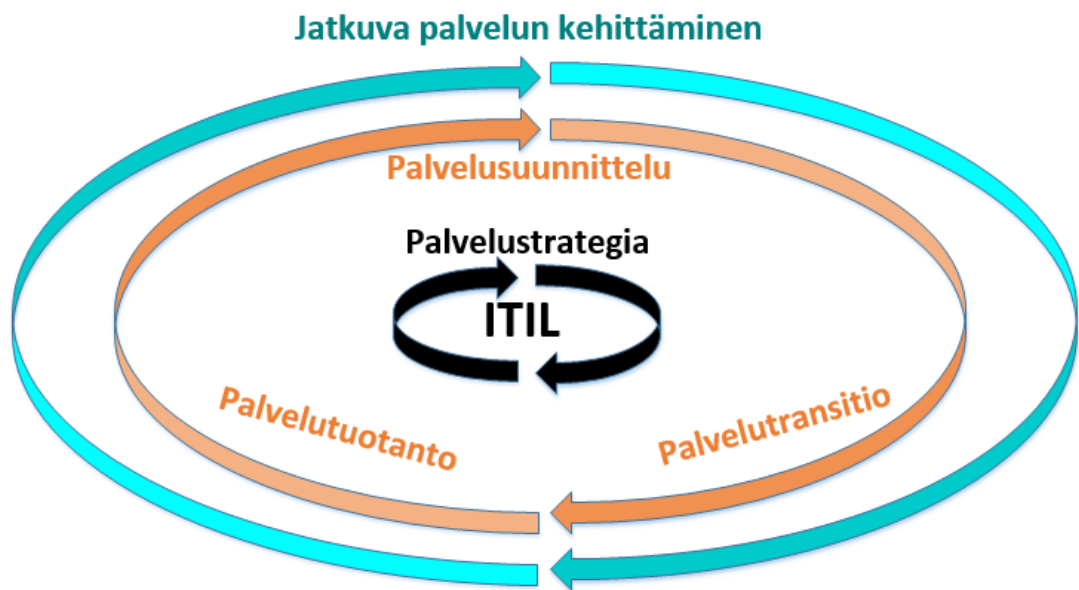 Jatkuva palvelun kehittäminen
Palvelusuunnittelu
Palvelustrategia
ITIL
Palvelutuotanto
Palvelutransitio